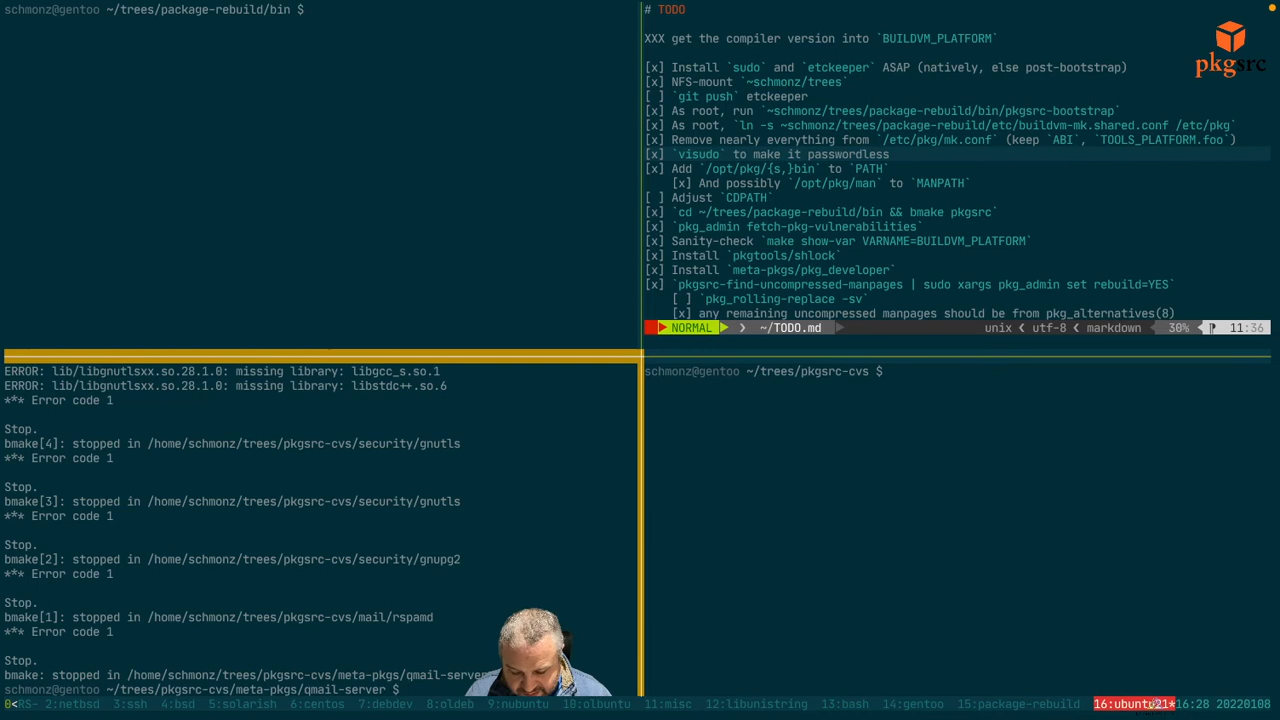 schmonz@gentoo ~/trees/package-rebuild/bin $
# TODO
XXX get the compiler version into `BUILDVM_PLATFORM`
[x] Install `sudo` and `etckeeper` ASAP (natively, else post-bootstrap)
[x] NFS-mount `~schmonz/trees`
[ ] `git push` etckeeper
[x] As root, run `~schmonz/trees/package-rebuild/bin/pkgsrc-bootstrap`
[x] As root, `ln -s ~schmonz/trees/package-rebuild/etc/buildvm-mk.shared.conf /etc/pkg`
[x] Remove nearly everything from `/etc/pkg/mk.conf` (keep `ABI`, `TOOLS_PLATFORM.foo`)
[x] `visudo` to make it passwordless
[x] Add `/opt/pkg/{s,}bin` to `PATH`
[x] And possibly `/opt/pkg/man` to `MANPATH`
[ ] Adjust `CDPATH`
[x] `cd ~/trees/package-rebuild/bin && bmake pkgsrc`
[x] `pkg_admin fetch-pkg-vulnerabilities`
[x] Sanity-check `make show-var VARNAME=BUILDVM_PLATFORM`
[x] Install `pkgtools/shlock`
[x] Install `meta-pkgs/pkg_developer`
[x] `pkgsrc-find-uncompressed-manpages | sudo xargs pkg_admin set rebuild=YES`
[ ] `pkg_rolling-replace -sv`
[x] any remaining uncompressed manpages should be from pkg_alternatives(8)
NORMAL ~/TODO.md unix utf-8 markdown 30% 11:36
pkgsrc
ERROR: lib/libgnutlsxx.so.28.1.0: missing library: libgcc_s.so.1
ERROR: lib/libgnutlsxx.so.28.1.0: missing library: libstdc++.so.6
*** Error code 1
Stop.
bmake[4]: stopped in /home/schmonz/trees/pkgsrc-cvs/security/gnutls
*** Error code 1
Stop.
bmake[3]: stopped in /home/schmonz/trees/pkgsrc-cvs/security/gnutls
*** Error code 1
Stop.
bmake[2]: stopped in /home/schmonz/trees/pkgsrc-cvs/security/gnupg2
*** Error code 1
Stop.
bmake[1]: stopped in /home/schmonz/trees/pkgsrc-cvs/mail/rspamd
*** Error code 1
Stop.
bmake: stopped in /home/schmonz/trees/pkgsrc-cvs/meta-pkgs/qmail-server
schmonz@gentoo ~/trees/pkgsrc-cvs/meta-pkgs/qmail-server $
schmonz@gentoo ~/trees/pkgsrc-cvs $
0<RS- 2:netbsd 3:ssh 4:bsd 5:solarish 6:centos 7:debdev 8:oldeb 9:nubuntu 10:olbuntu 11:misc 12:libunistring 13:bash 14:gentoo 15:package-rebuild 16:ubuntu21* 16:28 20220108